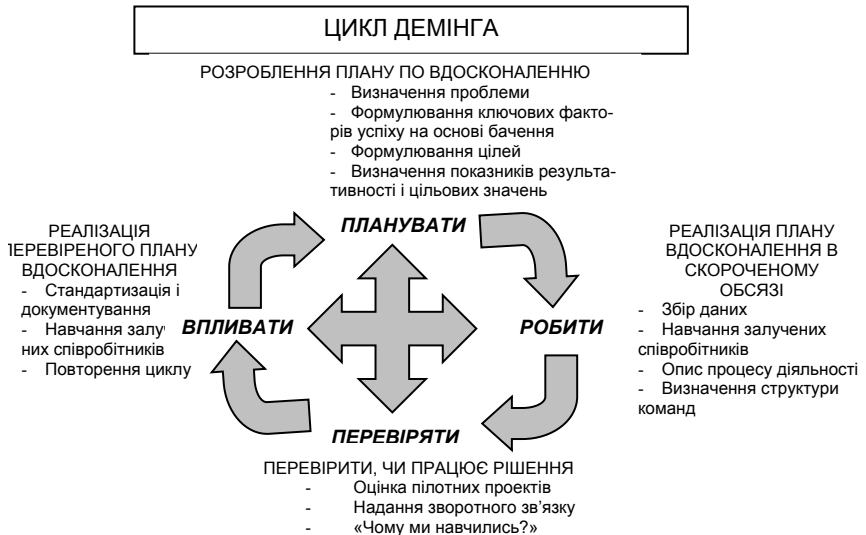 ЦИКЛ ДЕМІНГА
РОЗРОБЛЕННЯ ПЛАНУ ПО ВДОСКОНАЛЕННЮ
- Визначення проблеми
- Формулювання ключових факто-
рів успіху на основі бачення
- Формулювання цілей
- Визначення показників результа-
тивності і цільових значень
ПЛАНУВАТИ
РЕАЛІЗАЦІЯ
ПЕРЕВІРЕНОГО ПЛАНУ
ВДОСКОНАЛЕННЯ
- Стандартизація і
документування
- Навчання залу
них співробітників
- Повторення циклу
ВПЛИВАТИ
РОБИТИ
РЕАЛІЗАЦІЯ ПЛАНУ
ВДОСКОНАЛЕННЯ В
СКОРОЧЕНОМУ
ОБСЯЗІ
- Збір даних
- Навчання залучених
співробітників
- Опис процесу діяльності
- Визначення структури
команд
ПЕРЕВІРЯТИ
ПЕРЕВІРИТИ, ЧИ ПРАЦЮЄ РІШЕННЯ
- Оцінка пілотних проектів
- Надання зворотного зв’язку
- «Чому ми навчились?»